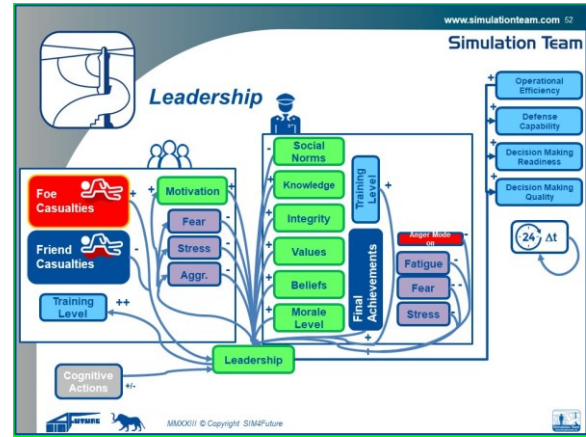 www.simulationteam.com 52
Simulation Team
Leadership
Operational
Efficiency
+
Defense
Capability
+
Decision Making
Readiness
+
Decision Making
Quality
+
24 Δt
Foe
Casualties
+
Friend
Casualties
-
Training
Level
++
+
Motivation
+
Fear
-
Stress
-
Aggr.
-
-
Social
Norms
+
Knowledge
+
Integrity
+
Values
+
Beliefs
+
Morale
Level
Training
Level
+
Final
Achievements
+
Anger Mode
on
-
Fatigue
-
Fear
- -
Stress
-
Leadership
Cognitive
Actions
+/-
FUTURE
MMXXIII © Copyright SIM4Future